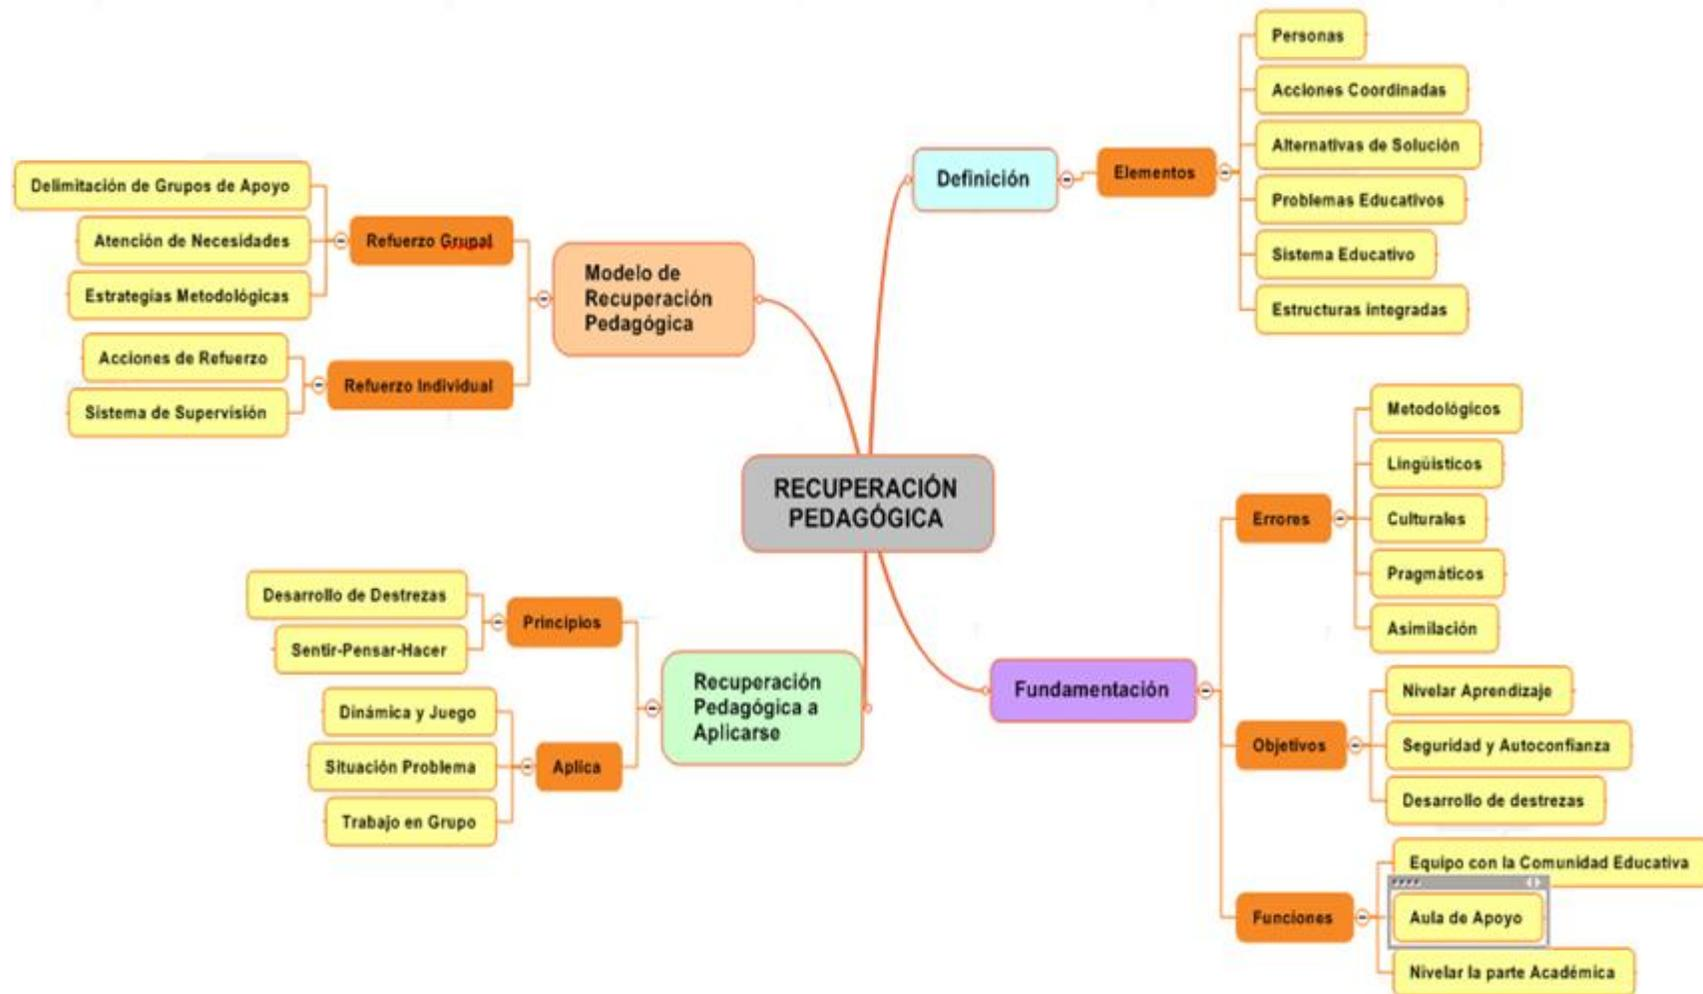 Personas
Acciones Coordinadas
Alternativas de Solución
Problemas Educativos
Sistema Educativo
Estructuras integradas
Elementos
Definición
Delimitación de Grupos de Apoyo
Atención de Necesidades
Estrategias Metodológicas
Refuerzo Grupal
Acciones de Refuerzo
Sistema de Supervisión
Refuerzo Individual
Modelo de
Recuperación
Pedagógica
RECUPERACIÓN
PEDAGÓGICA
Desarrollo de Destrezas
Sentir-Pensar-Hacer
Principios
Dinámica y Juego
Situación Problema
Trabajo en Grupo
Aplica
Recuperación
Pedagógica a
Aplicarse
Fundamentación
Errores
Metodológicos
Lingüisticos
Culturales
Pragmáticos
Asimilación
Objetivos
Nivelar Aprendizaje
Seguridad y Autoconfianza
Desarrollo de destrezas
Funciones
Equipo con la Comunidad Educativa
Aula de Apoyo
Nivelar la parte Académica